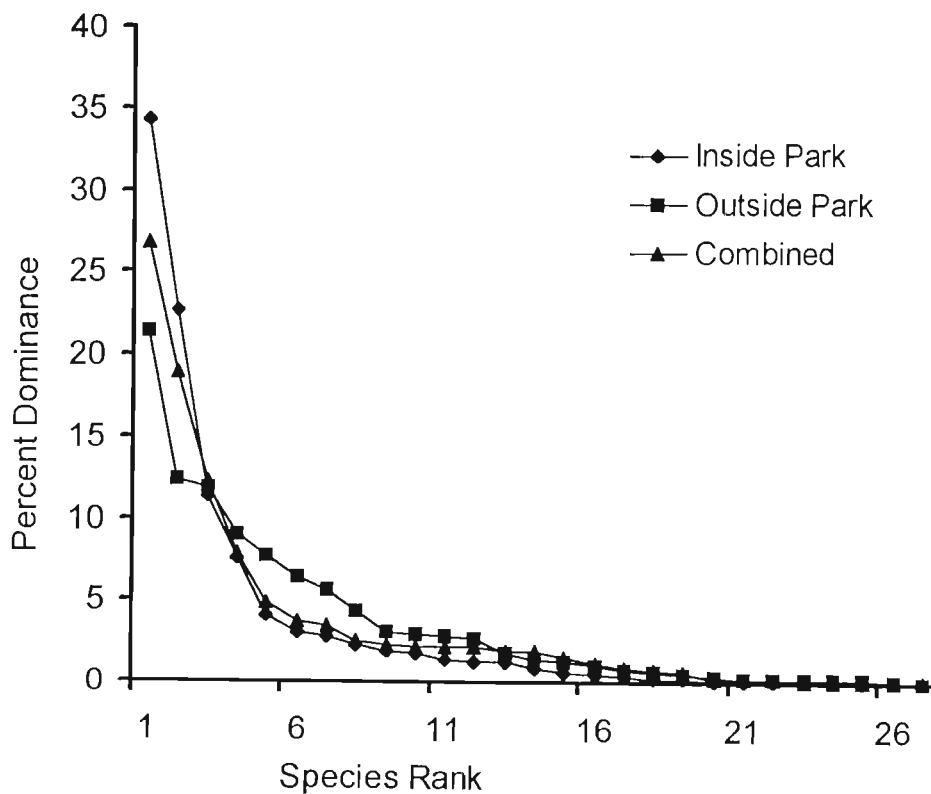 40
35
30
25
20
15
10
5
0
Percent Dominance
Inside Park
Outside Park
Combined
1 6 11 16 21 26
Species Rank